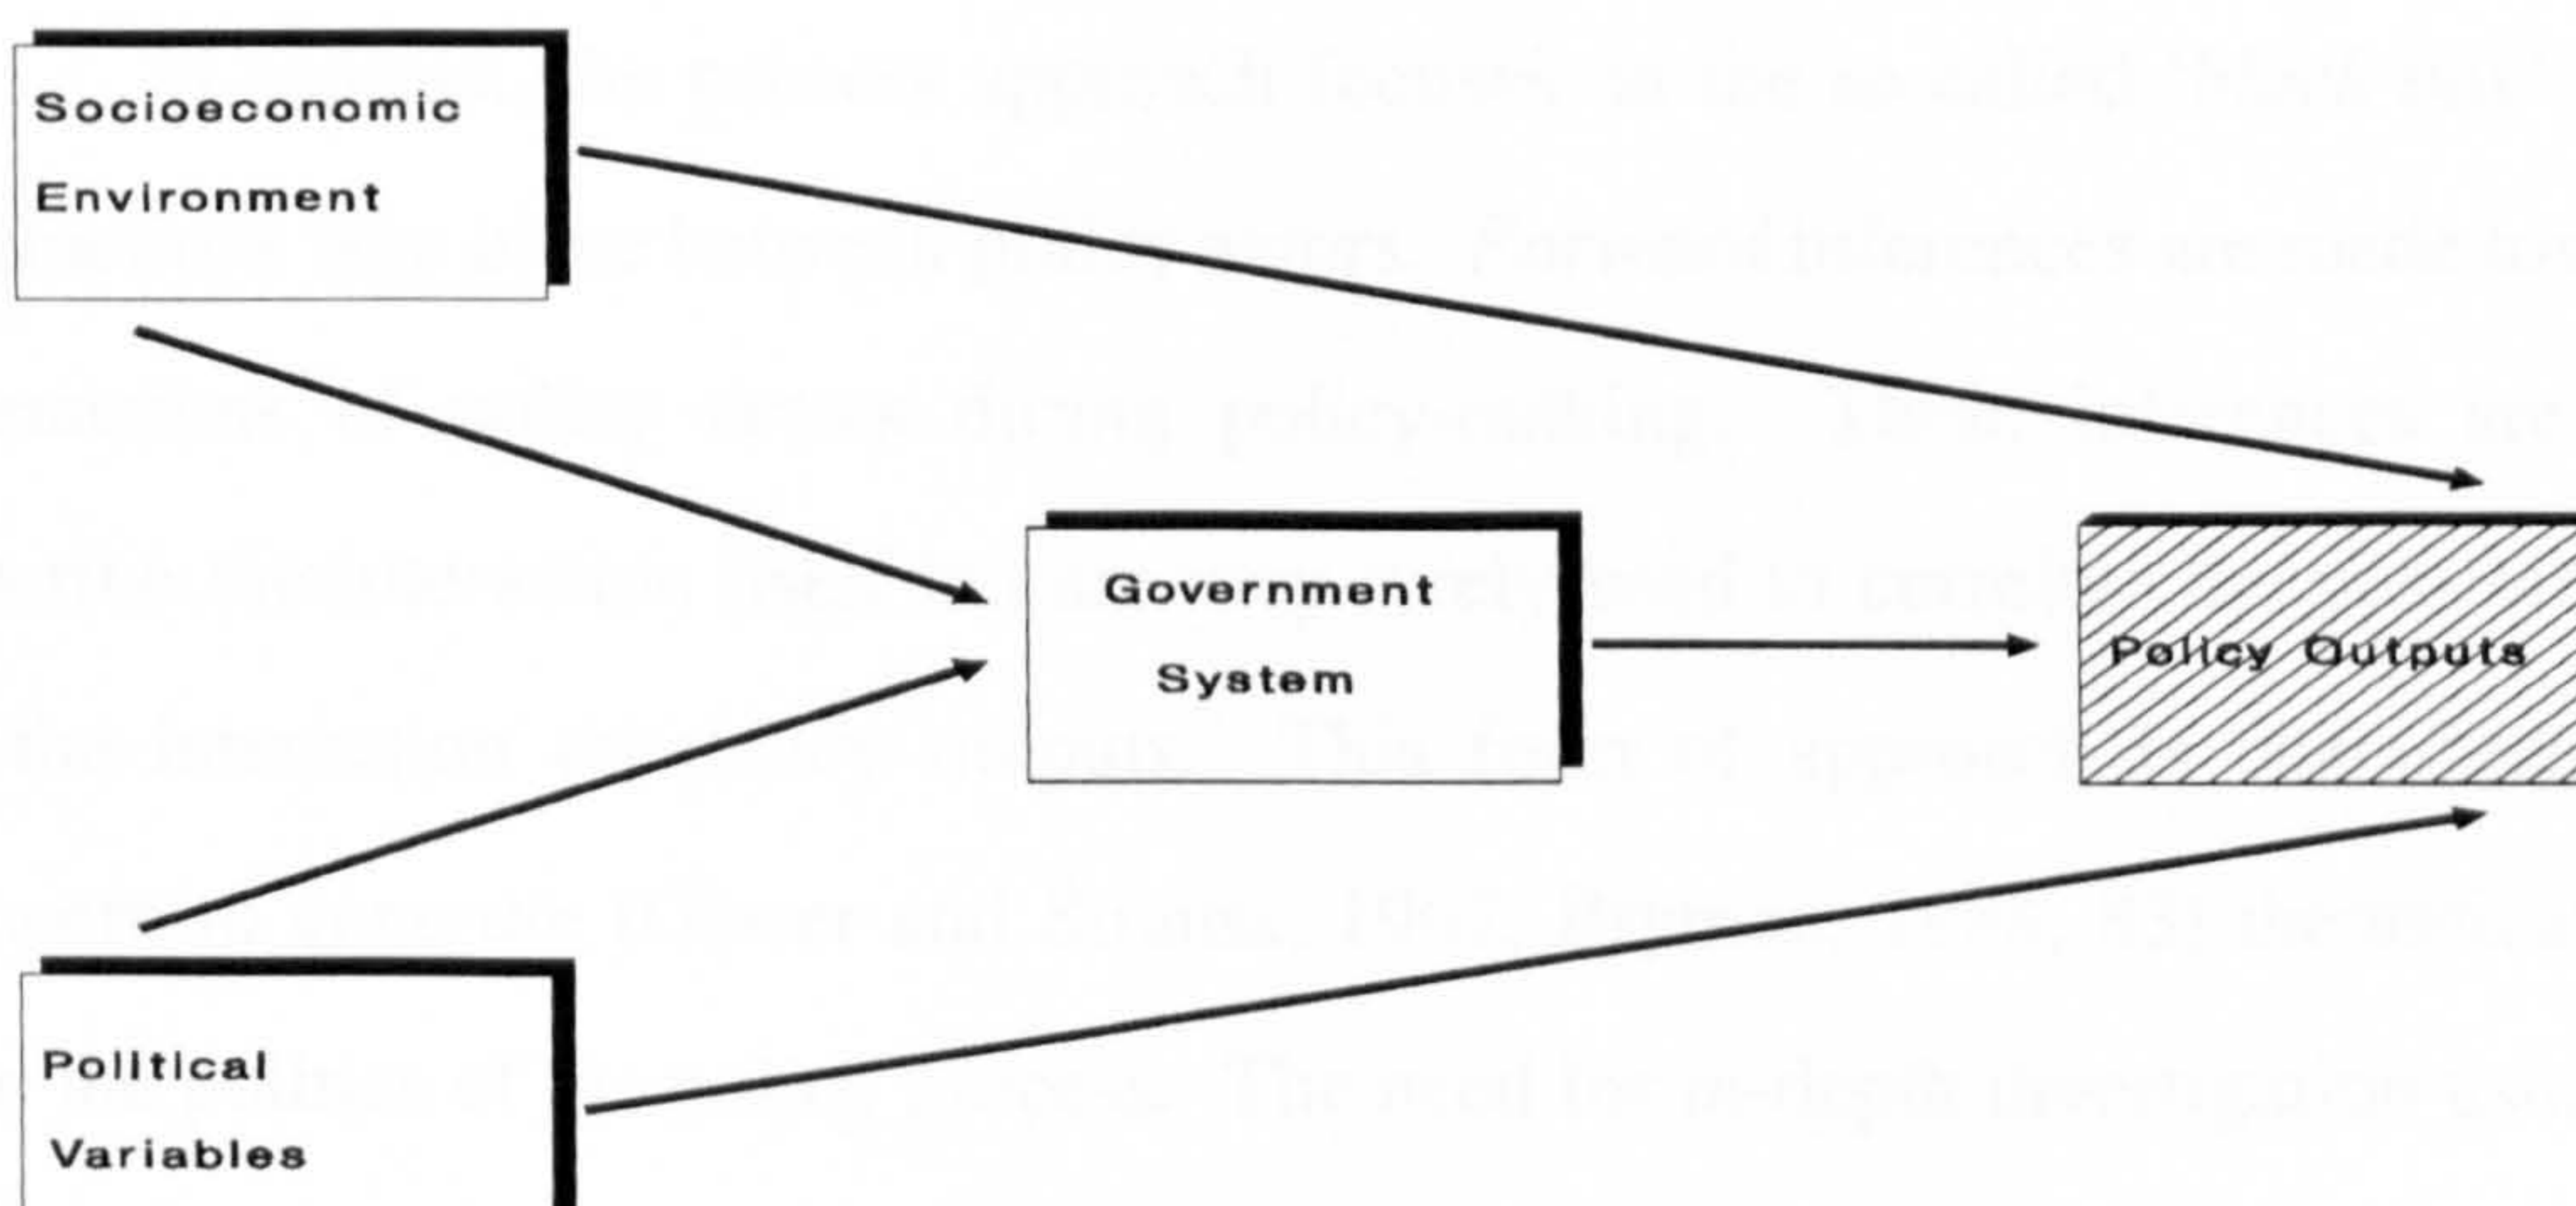 Socioeconomic
Environment
Government
System
Policy Outputs
Political
Variables